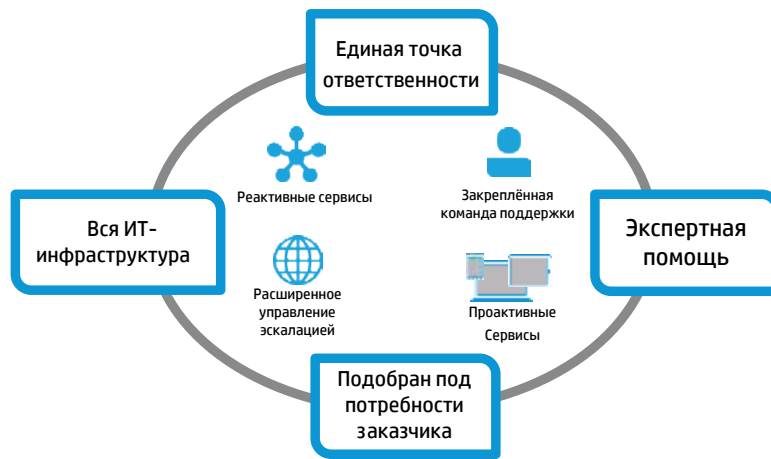 Единая точка
ответственности
Реактивные сервисы
Закреплённая
команда поддержки
Вся ИТ-
инфраструктура
Экспертная
помощь
Расширенное
управление
эскалацией
Проактивные
Сервисы
Подобран под
потребности
заказчика